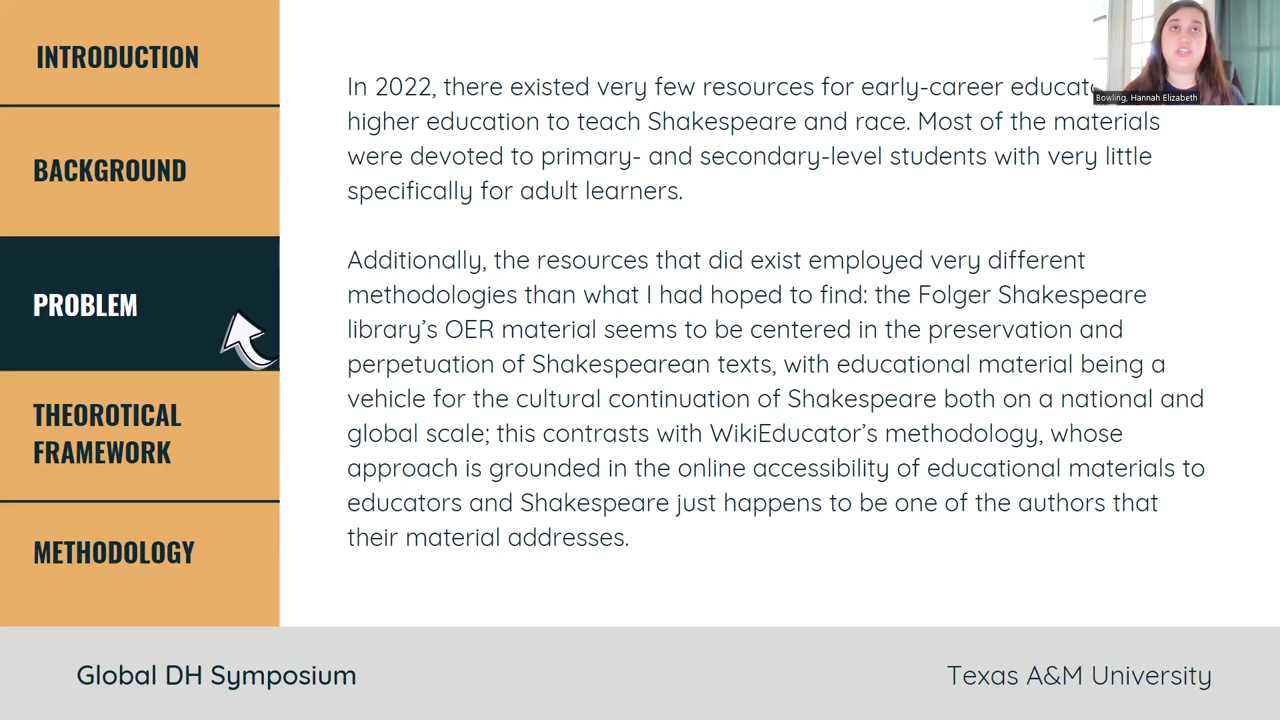 INTRODUCTION
BACKGROUND
PROBLEM
THEOROTICAL
FRAMEWORK
METHODOLOGY
In 2022, there existed very few resources for early-career
higher education to teach Shakespeare and race. Most of the materials
were devoted to primary- and secondary-level students with very little
specifically for adult learners.
Additionally, the resources that did exist employed very different
methodologies than what I had hoped to find: the Folger Shakespeare
library's OER material seems to be centered in the preservation and
perpetuation of Shakespearean texts, with educational material being a
vehicle for the cultural continuation of Shakespeare both on a national and
global scale; this contrasts with WikiEducator's methodology, whose
approach is grounded in the online accessibility of educational materials to
educators and Shakespeare just happens to be one of the authors that
their material addresses.
Bowling, Hannah Elizabeth
Global DH Symposium
Texas A&M University